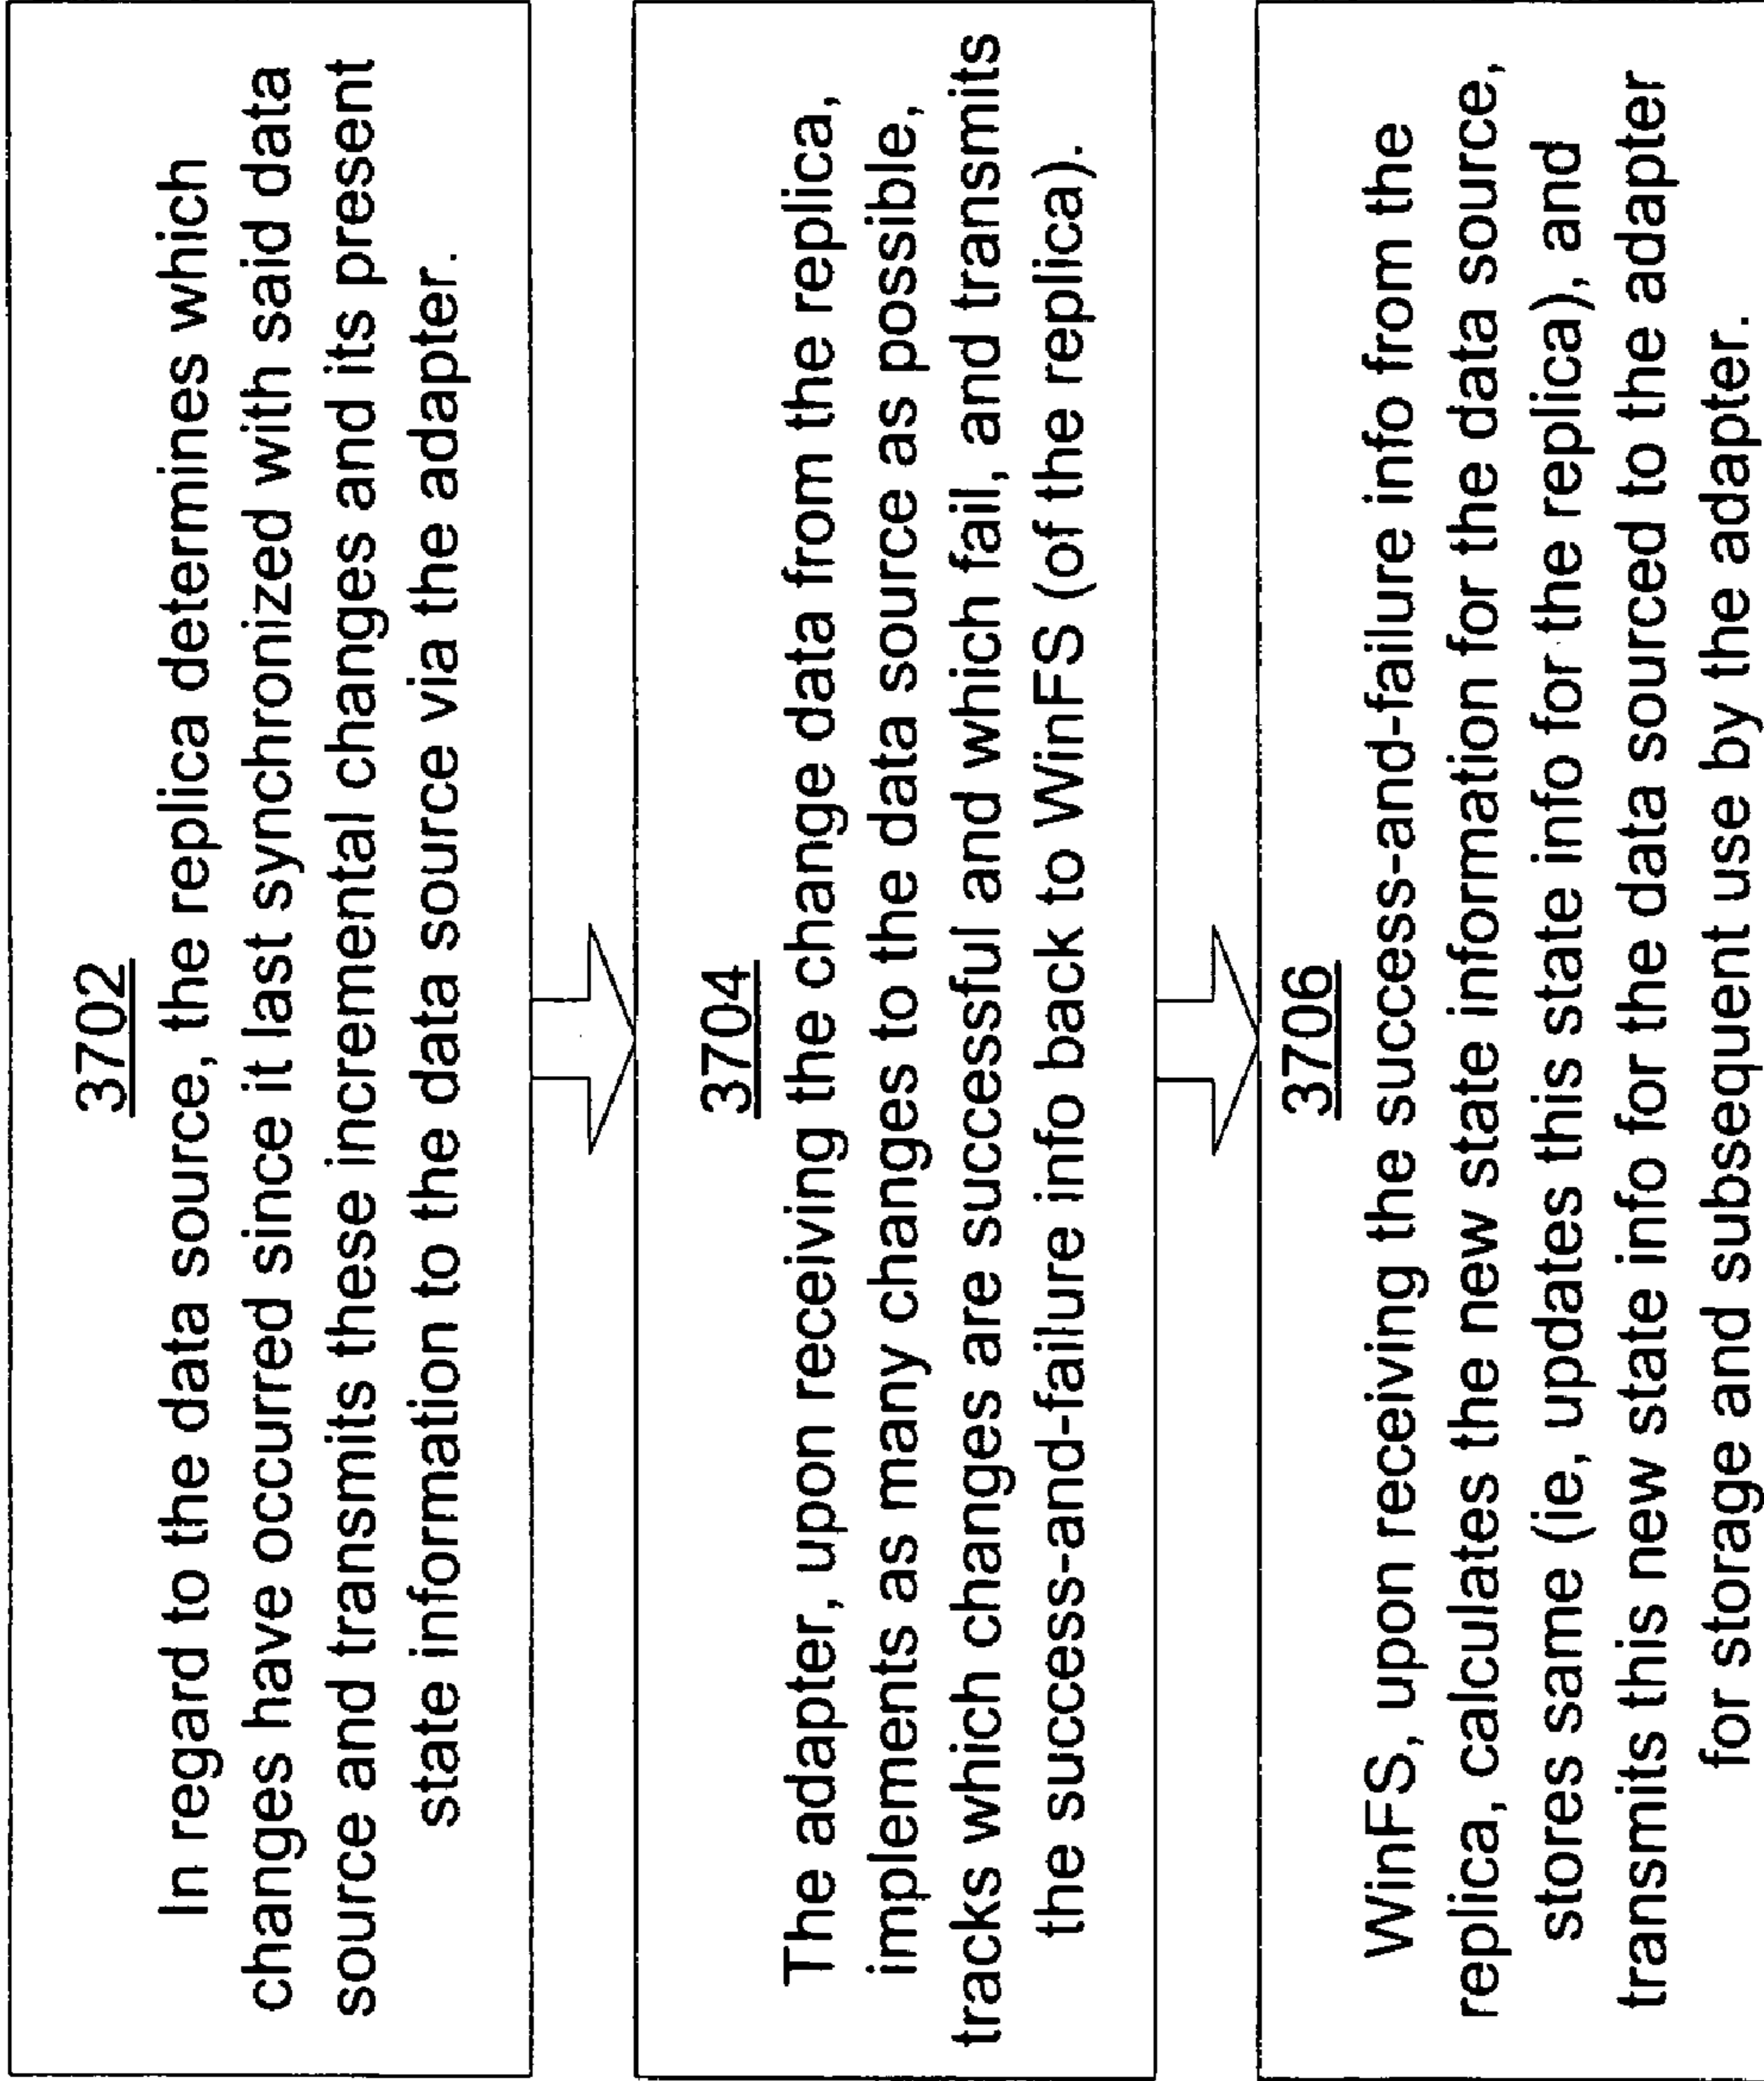 3702
In regard to the data source, the replica determines which
changes have occurred since it last synchronized with said data
source and transmits these incremental changes and its present
state information to the data source via the adapter.
3704
The adapter, upon receiving the change data from the replica,
implements as many changes to the data source as possible,
tracks which changes are successful and which fail, and transmits
the success-and-failure info back to WinFS (of the replica).
3706
WinFS, upon receiving the success-and-failure info from the
replica, calculates the new state information for the data source,
stores same (ie, updates this state info for the replica), and
transmits this new state info for the data sourced to the adapter
for storage and subsequent use by the adapter.